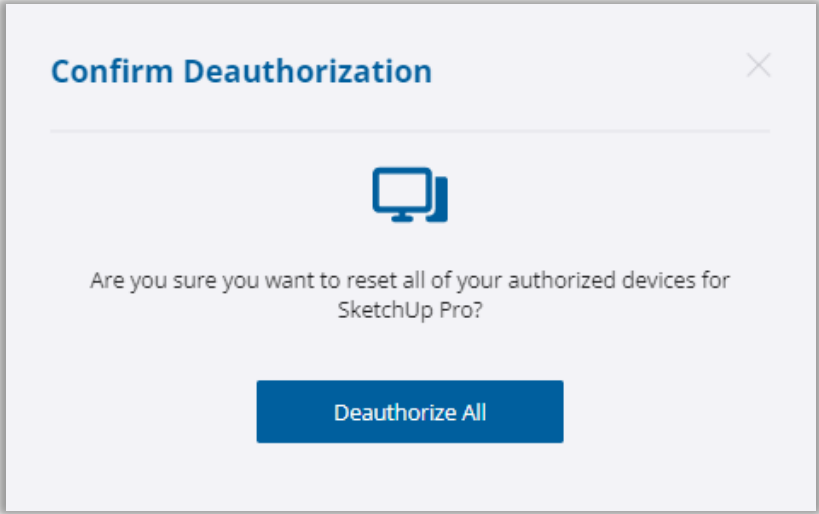 Confirm Deauthorization
Are you sure you want to reset all of your authorized devices for
SketchUp Pro?
Deauthorize All